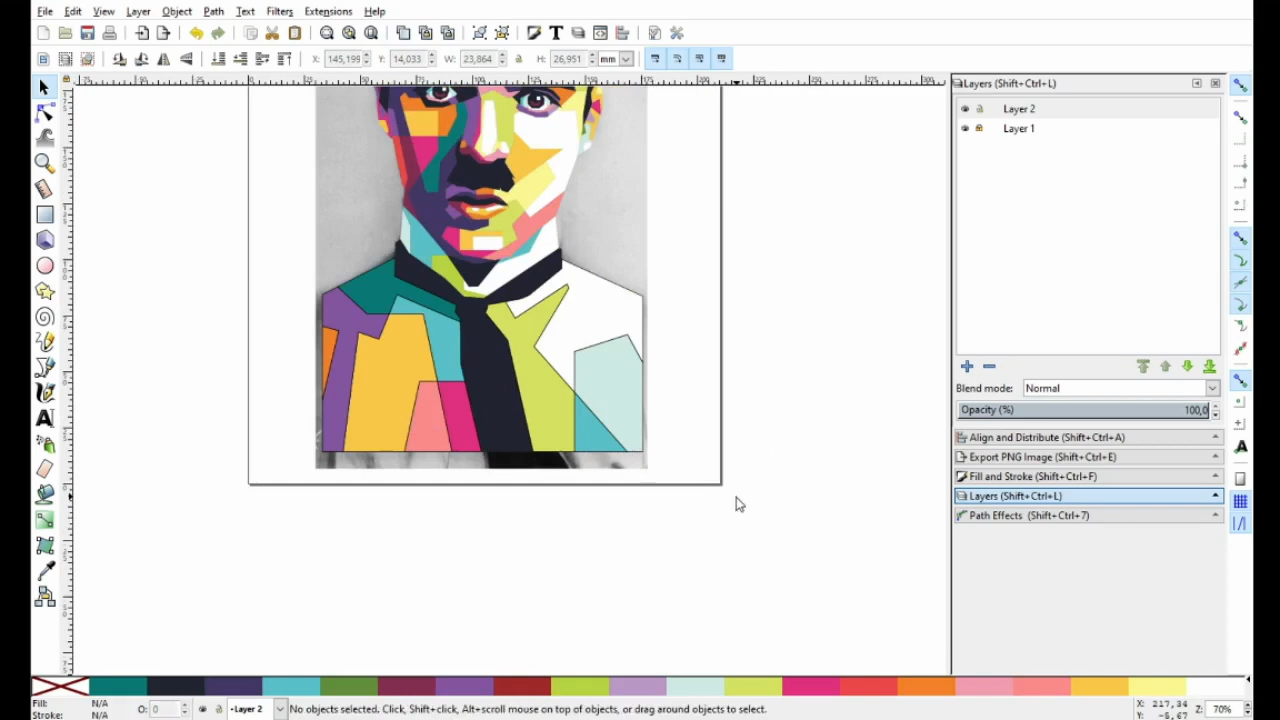 File Edit View Layer Object Path Text Filters Extensions Help
X: 145,199 Y: 14,033 W: 23,864 H: 26,951 mm
Layers (Shift+Ctrl+L)
Layer 2
Layer 1
Blend mode: Normal
Opacity (%) 100,0
Align and Distribute (Shift+Ctrl+A)
Export PNG Image (Shift+Ctrl+E)
Fill and Stroke (Shift+Ctrl+F)
Layers (Shift+Ctrl+L)
Path Effects (Shift+Ctrl+7)
Fill: N/A
Stroke: N/A
O: 0
-Layer 2
No objects selected. Click, Shift+click, Alt+scroll mouse on top of objects, or drag around objects to select.
X: 217,34
Y: -5,67
Z: 70%